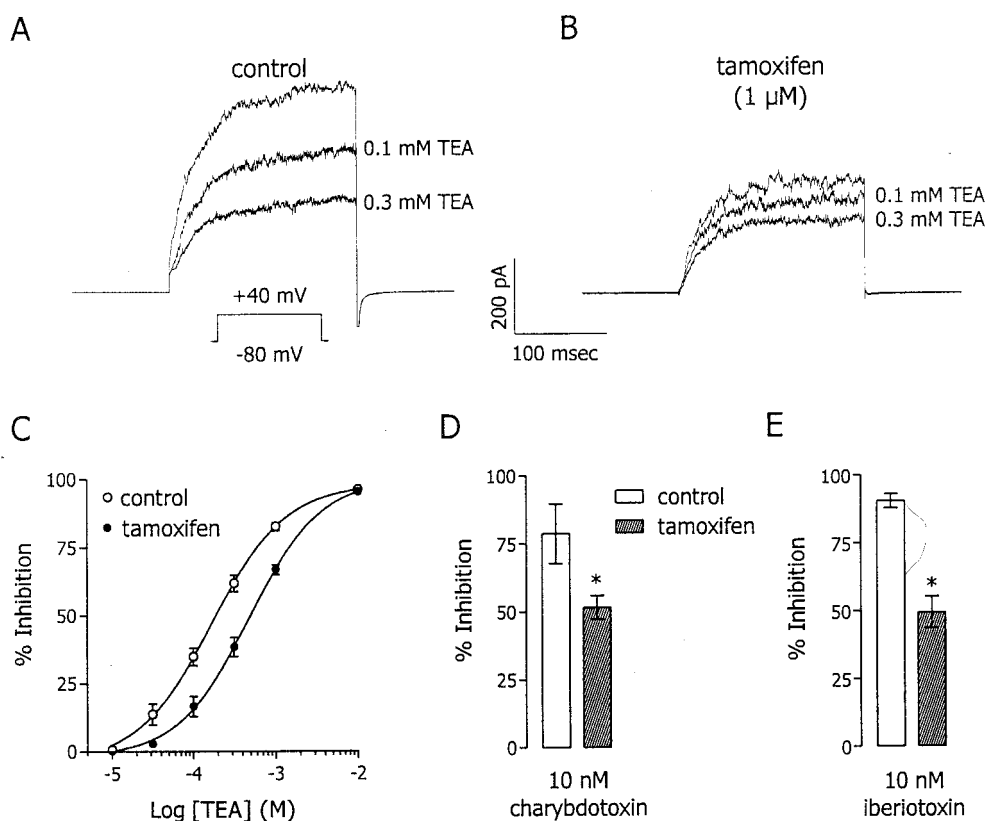 A
control
0.1 mM TEA
0.3 mM TEA
+40 mV
-80 mV
B
tamoxifen
(1 µM)
0.1 mM TEA
0.3 mM TEA
200 pA
100 msec
C
% Inhibition
100
75
50
25
0
control
tamoxifen
-5
-4
-3
-2
Log [TEA] (M)
D
% Inhibition
100
75
50
25
0
control
tamoxifen
*
10 nM
charybdotoxin
E
% Inhibition
100
75
50
25
0
*
10 nM
iberiotoxin